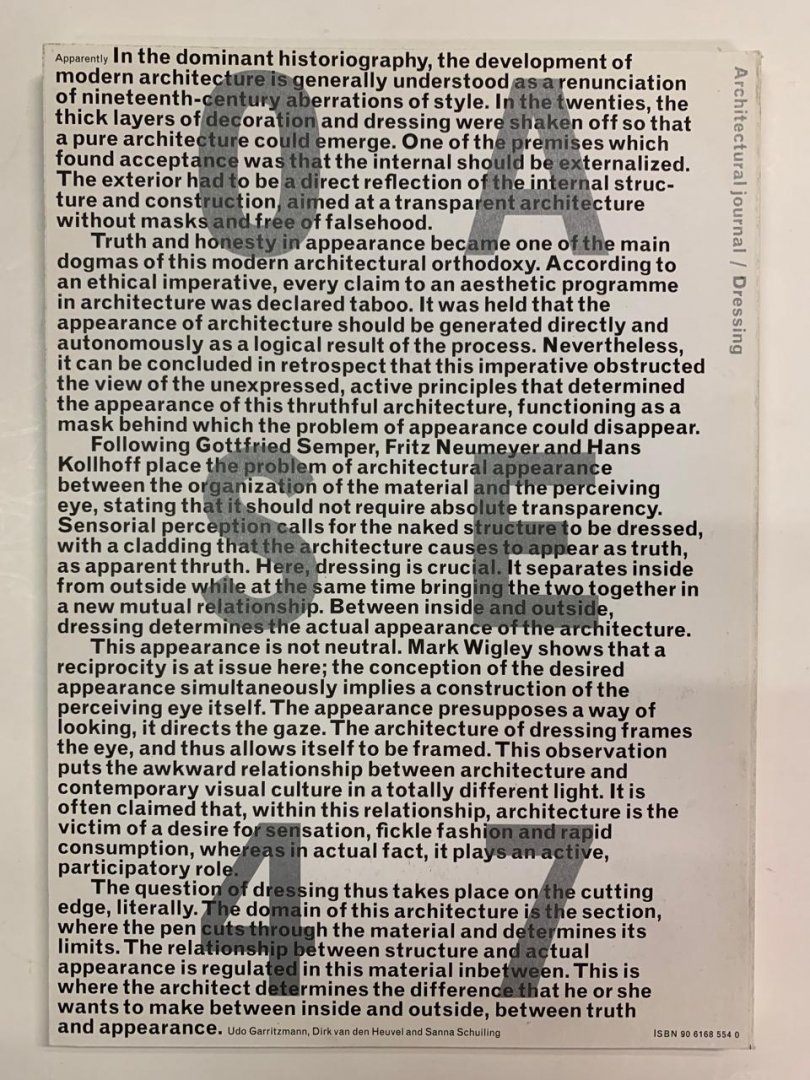 Apparently In the dominant historiography, the development of
modern architecture is generally understood as a renunciation
of nineteenth-century aberrations of style. In the twenties, the
thick layers of decoration and dressing were shaken off so that
a pure architecture could emerge. One of the premises which
found acceptance was that the internal should be externalized.
The exterior had to be a direct reflection of the internal struc-
ture and construction, aimed at a transparent architecture
without masks and free of falsehood.
Truth and honesty in appearance became one of the main
dogmas of this modern architectural orthodoxy. According to
an ethical imperative, every claim to an aesthetic programme
in architecture was declared taboo. It was held that the
appearance of architecture should be generated directly and
autonomously as a logical result of the process. Nevertheless,
it can be concluded in retrospect that this imperative obstructed
the view of the unexpressed, active principles that determined
the appearance of this thruthful architecture, functioning as a
mask behind which the problem of appearance could disappear.
Following Gottfried Semper, Fritz Neumeyer and Hans
Kollhoff place the problem of architectural appearance
between the organization of the material and the perceiving
eye, stating that it should not require absolute transparency.
Sensorial perception calls for the naked structure to be dressed,
with a cladding that the architecture causes to appear as truth,
as apparent thruth. Here, dressing is crucial. It separates inside
from outside while at the same time bringing the two together in
a new mutual relationship. Between inside and outside,
dressing determines the actual appearance of the architecture.
This appearance is not neutral. Mark Wigley shows that a
reciprocity is at issue here; the conception of the desired
appearance simultaneously implies a construction of the
perceiving eye itself. The appearance presupposes a way of
looking, it directs the gaze. The architecture of dressing frames
the eye, and thus allows itself to be framed. This observation
puts the awkward relationship between architecture and
contemporary visual culture in a totally different light. It is
often claimed that, within this relationship, architecture is the
victim of a desire for sensation, fickle fashion and rapid
consumption, whereas in actual fact, it plays an active,
participatory role.
The question of dressing thus takes place on the cutting
edge, literally. The domain of this architecture is the section,
where the pen cuts through the material and determines its
limits. The relationship between structure and actual
appearance is regulated in this material inbetween. This is
where the architect determines the difference that he or she
wants to make between inside and outside, between truth
and appearance. Udo Garritzmann, Dirk van den Heuvel and Sanna Schuiling
ISBN 90 6168 554 0
Architectural journal / Dressing
O A
S E
4 7